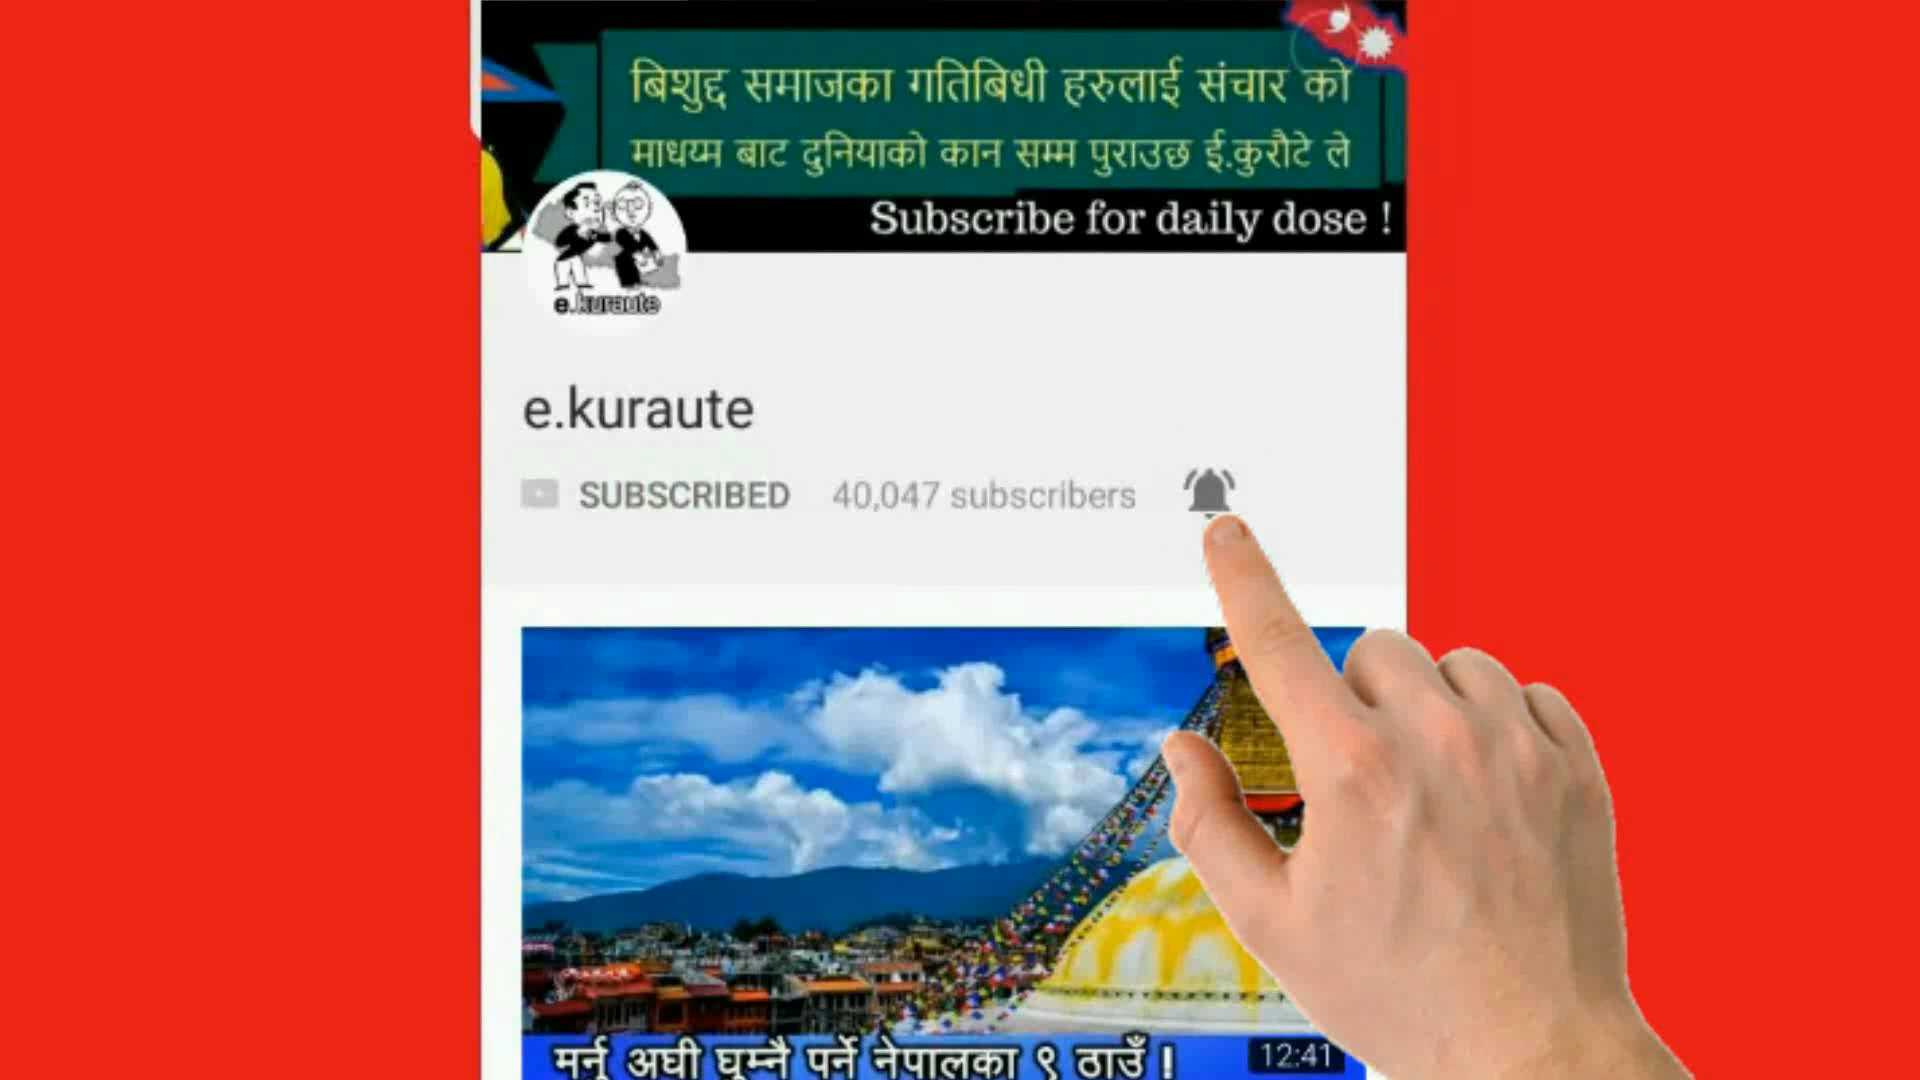 बिशुद्द समाजका गतिबिधी हरुलाई संचार को
माधय्म बाट दुनियाको कान सम्म पुराउछ ई.कुरौटे ले
Subscribe for daily dose !
e.kuraute
e.kuraute
SUBSCRIBED 40,047 subscribers
मर्नु अघी घुम्नै पर्ने नेपालका ९ ठाउँ !
12:41